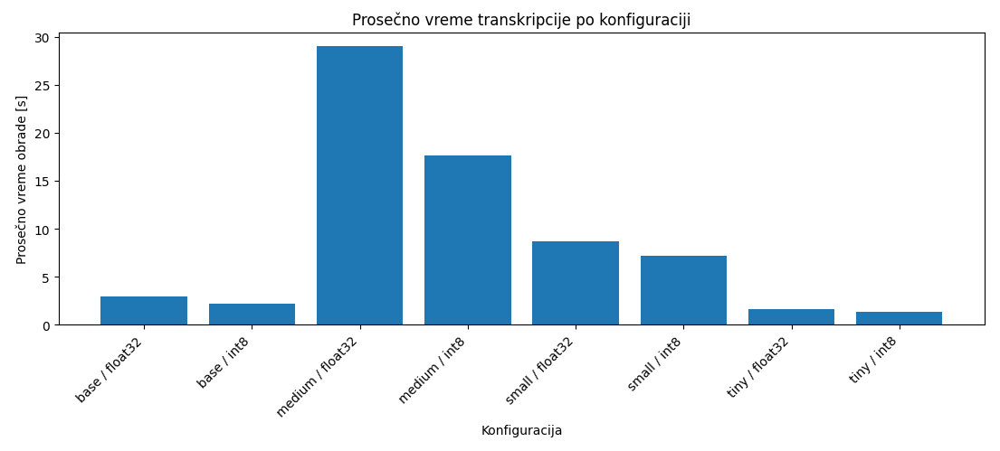 Prosečno vreme transkripcije po konfiguraciji
Prosečno vreme obrade [s]
30
25
20
15
10
5
0
base / float32
base / int8
medium / float32
medium / int8
small / float32
small / int8
tiny / float32
tiny / int8
Konfiguracija